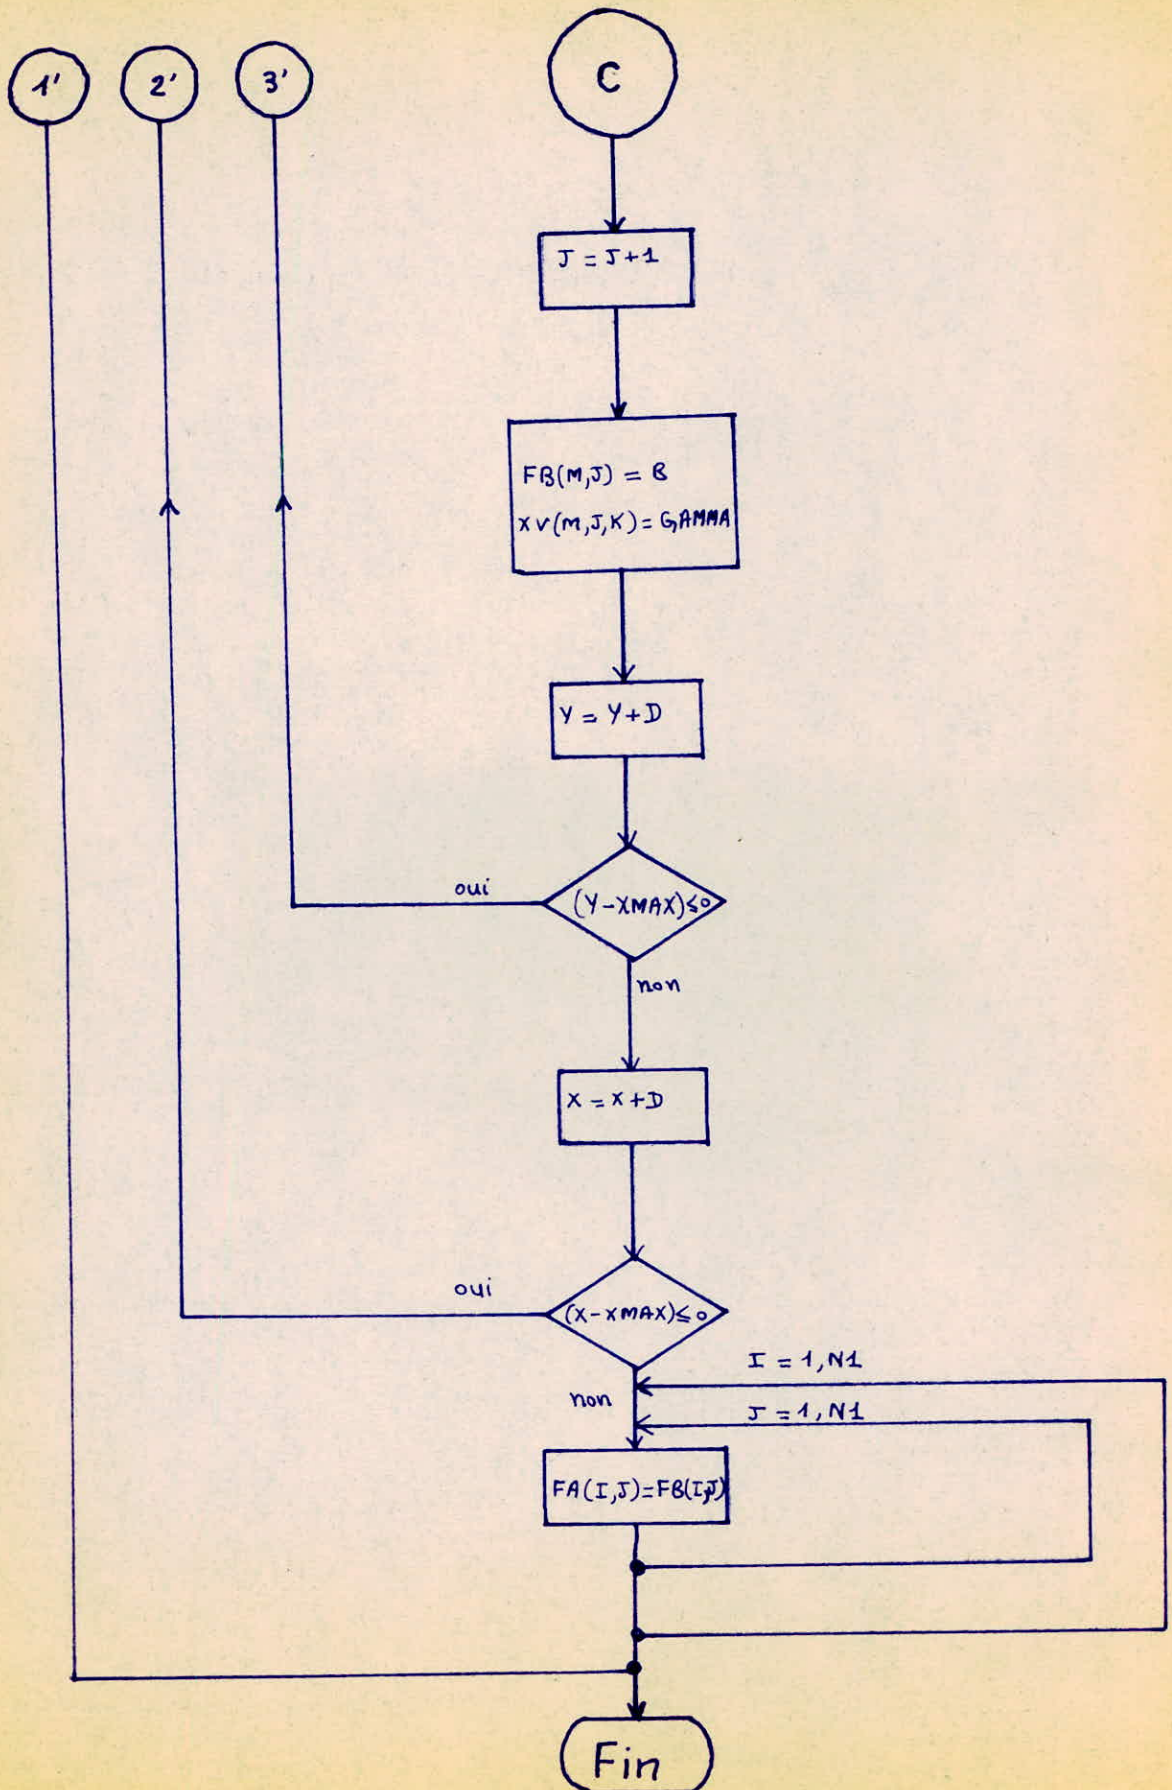 1'
2'
3'
C
J = J+1
FB(M,J) = B
XV(M,J,K) = GAMMA
Y = Y+D
oui
(Y-XMAX)≤0
non
X = X+D
oui
(X-XMAX)≤0
I = 1,N1
non
J = 1,N1
FA(I,J)=FB(I,J)
Fin